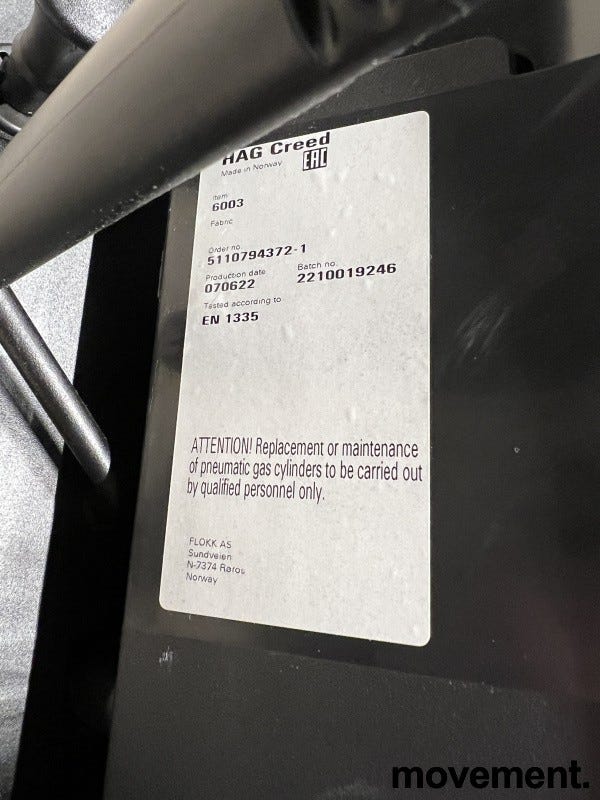 HAG Creed
Made in Norway
EAC
Item
6003
Fabric
Order no.
5110794372-1
Production date Batch no.
070622 2210019246
Tested according to
EN 1335
ATTENTION! Replacement or maintenance
of pneumatic gas cylinders to be carried out
by qualified personnel only.
FLOKK AS
Sundveien
N-7374 Røros
Norway
movement.